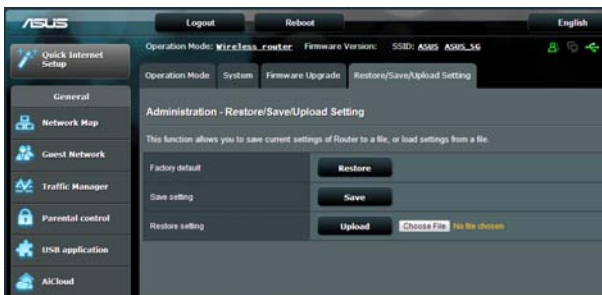 ASUS
Logout Reboot English
Quick Internet Setup
Operation Mode: Wireless router Firmware Version: SSID: ASUS ASUS_5G
Operation Mode System Firmware Upgrade Restore/Save/Upload Setting
General
Network Map
Guest Network
Traffic Manager
Parental control
USB application
AiCloud
Administration - Restore/Save/Upload Setting
This function allows you to save current settings of Router to a file, or load settings from a file.
Factory default Restore
Save setting Save
Restore setting Upload Choose File No file chosen